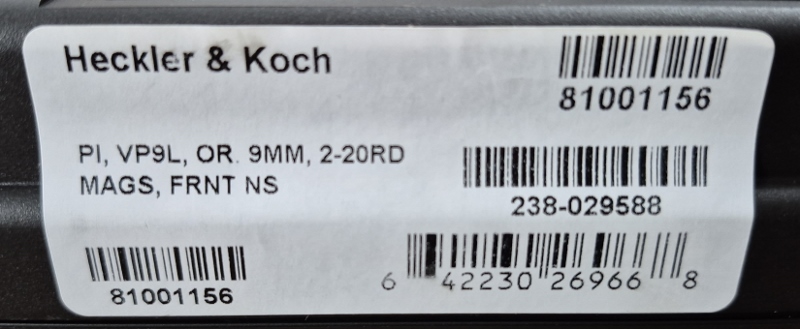 Heckler & Koch
81001156
PI, VP9L, OR. 9MM, 2-20RD
MAGS, FRNT NS
238-029588
81001156
6 42230 26966 8